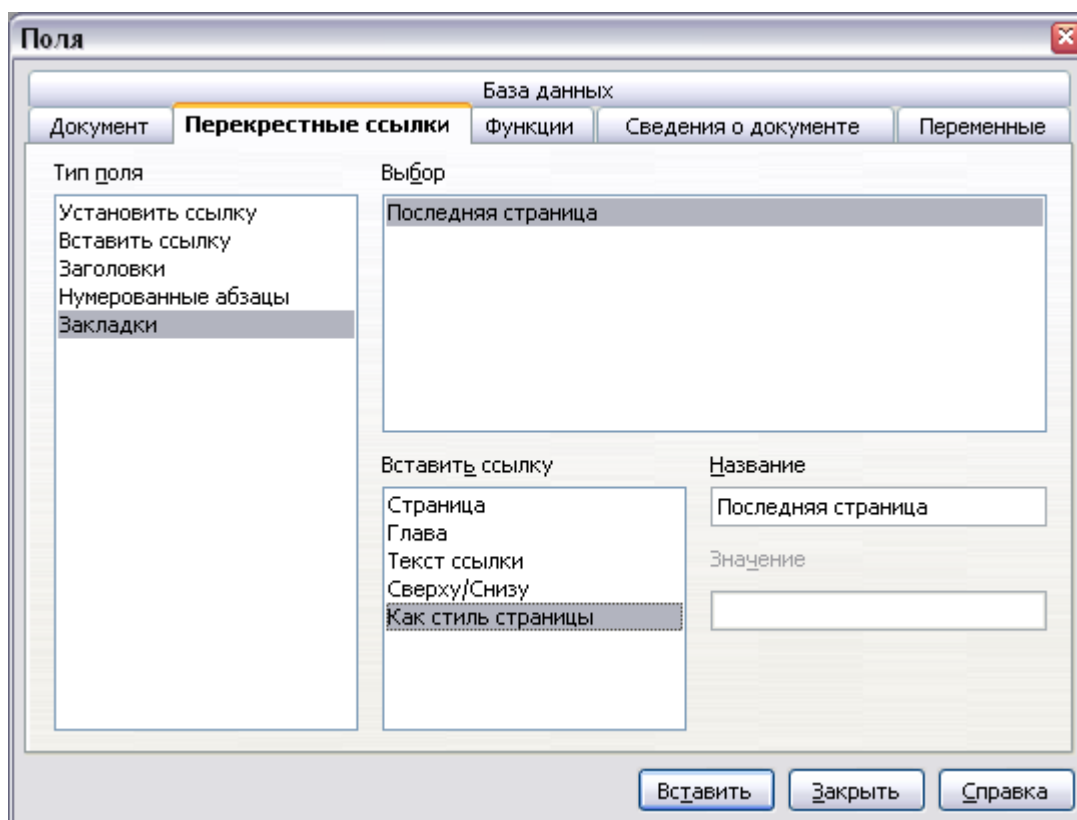 Поля
База данных
Документ
Перекрестные ссылки
Функции
Сведения о документе
Переменные
Тип поля
Установить ссылку
Вставить ссылку
Заголовки
Нумерованные абзацы
Закладки
Выбор
Последняя страница
Вставить ссылку
Страница
Глава
Текст ссылки
Сверху/Снизу
Как стиль страницы
Название
Последняя страница
Значение
Вставить
Закрыть
Справка